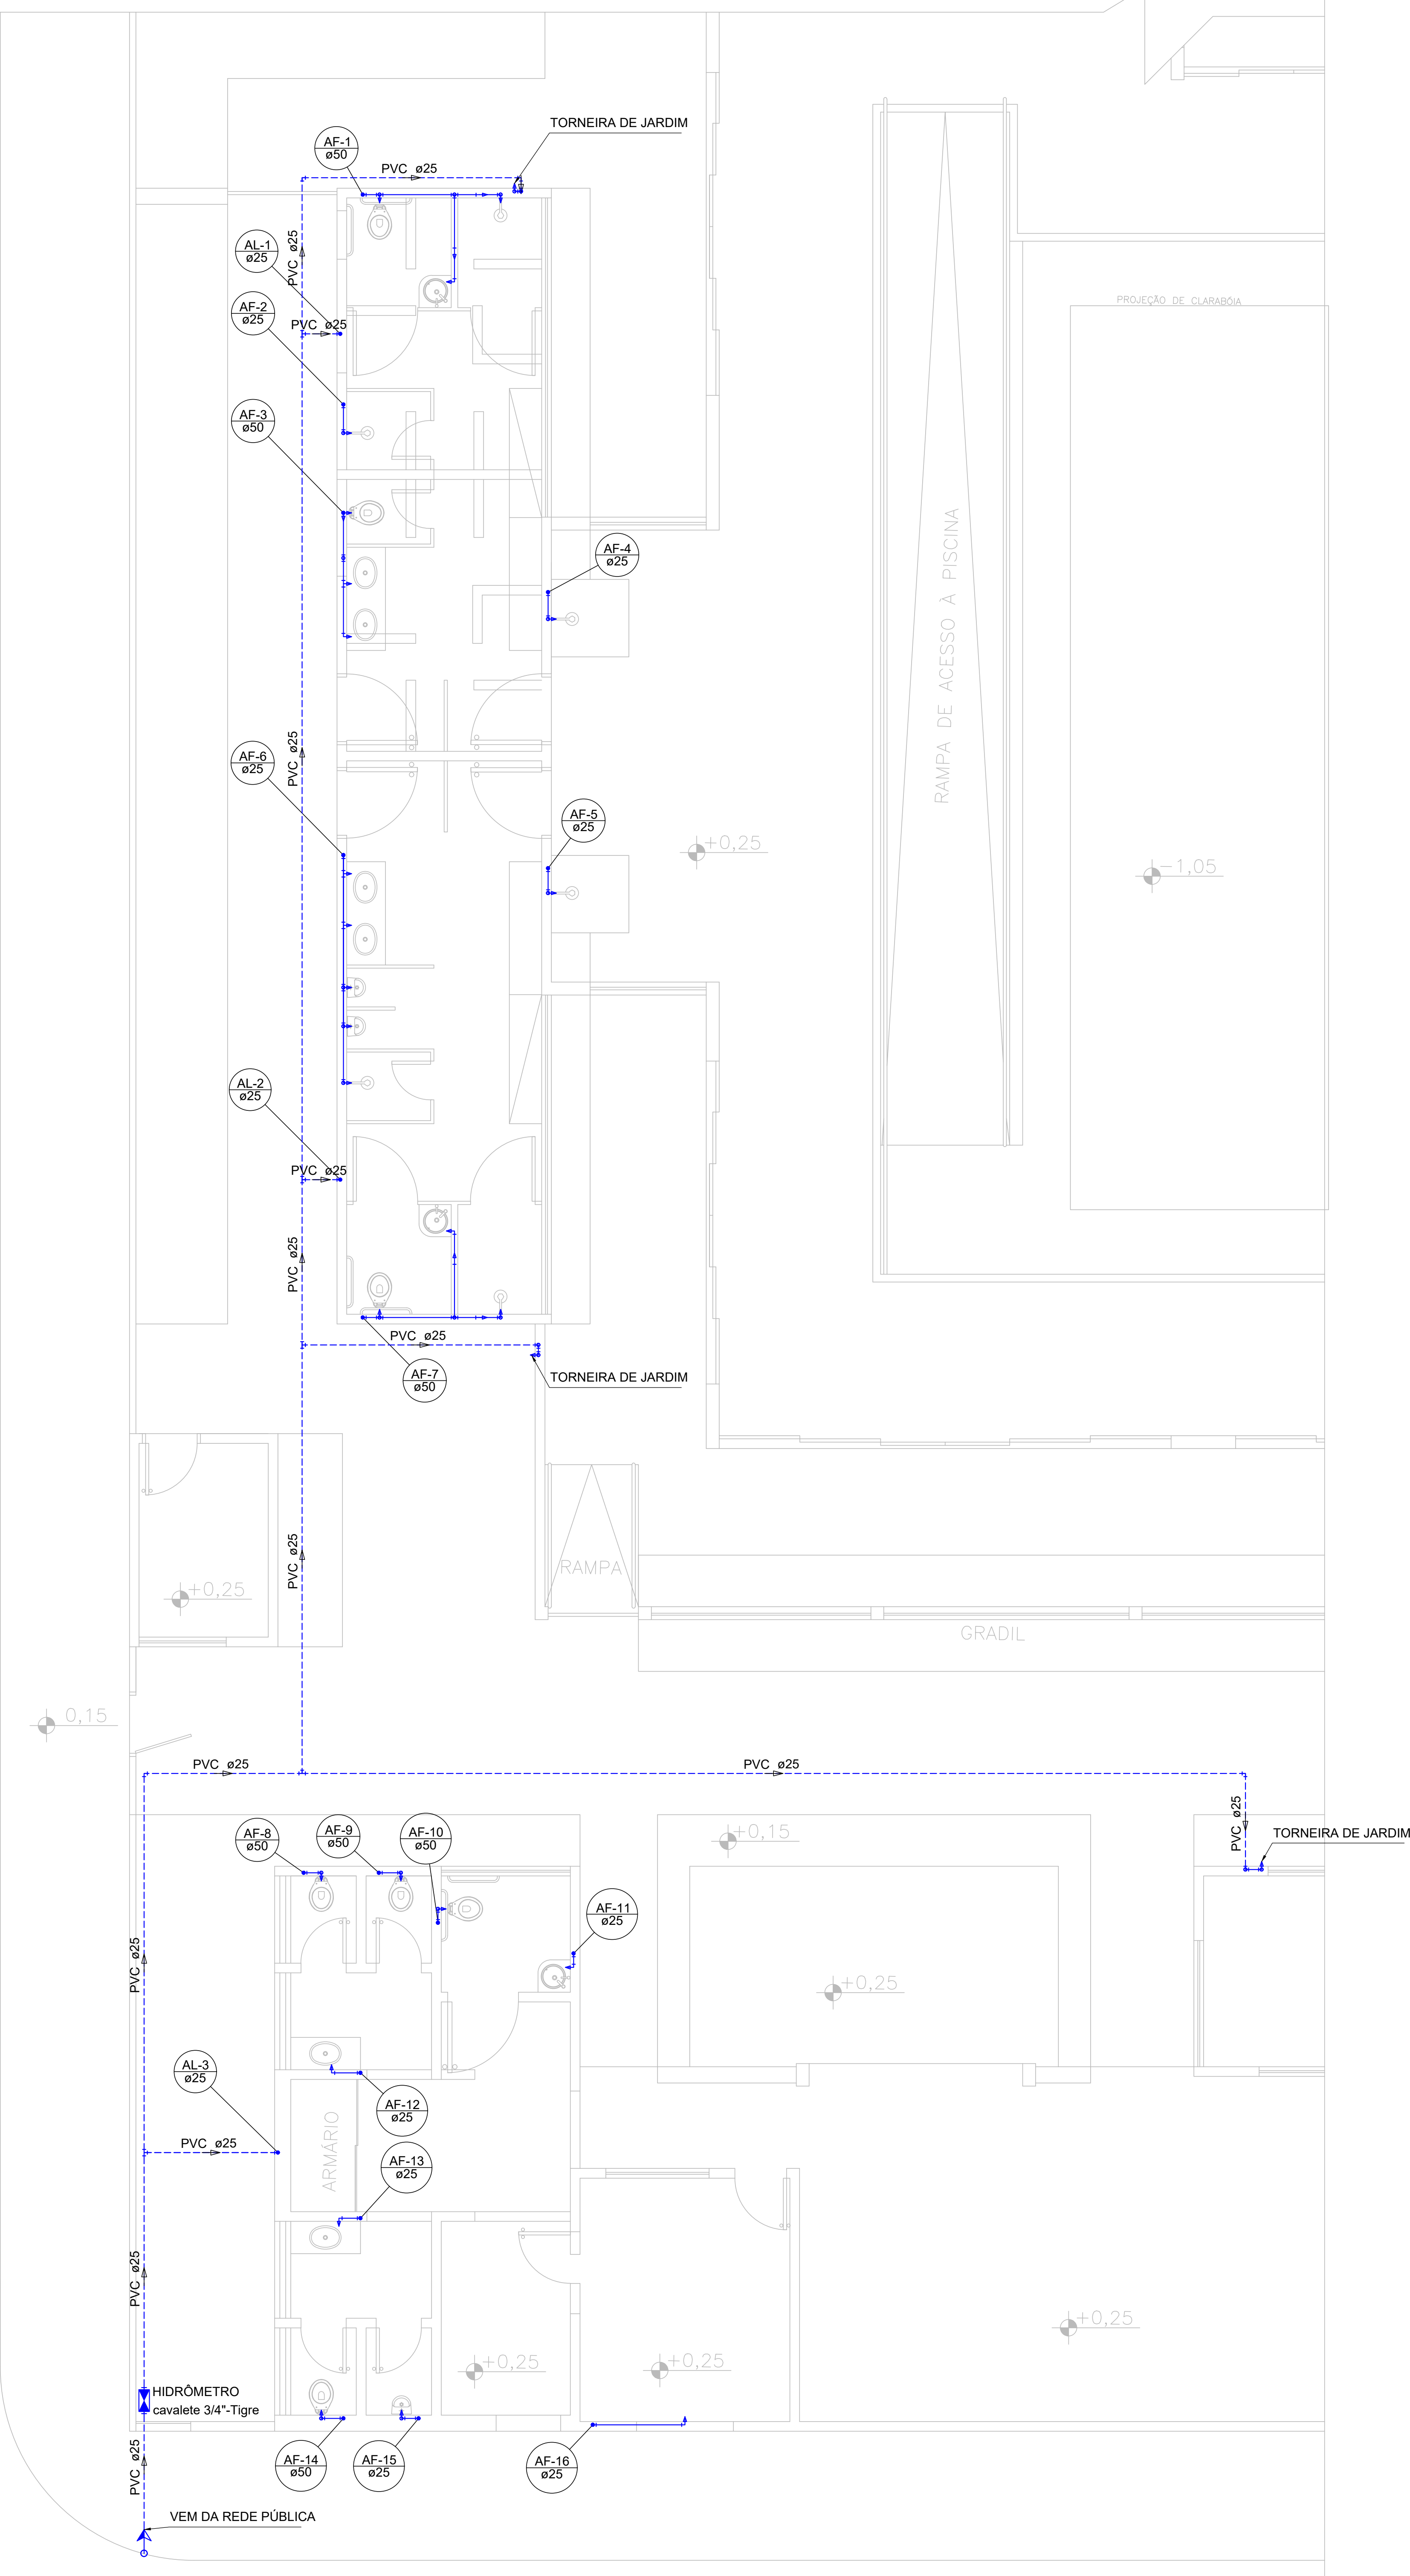 TORNEIRA DE JARDIM
AF-1
ø50
PVC ø25
AL-1
ø25
PVC ø25
AF-2
ø25
PROJEÇÃO DE CLARABÓIA
PVC ø25
AF-3
ø50
RAMPA DE ACESSO À PISCINA
AF-4
ø25
PVC ø25
AF-6
ø25
AF-5
ø25
+0,25
-1,05
AL-2
ø25
PVC ø25
PVC ø25
PVC ø25
AF-7
ø50
TORNEIRA DE JARDIM
PVC ø25
RAMPA
+0,25
GRADIL
0,15
PVC ø25
PVC ø25
PVC ø25
AF-8
ø50
AF-9
ø50
AF-10
ø50
+0,15
TORNEIRA DE JARDIM
AF-11
ø25
PVC ø25
+0,25
AL-3
ø25
AF-12
ø25
ARMÁRIO
PVC ø25
AF-13
ø25
PVC ø25
+0,25
+0,25
+0,25
HIDRÔMETRO
cavalete 3/4"-Tigre
PVC ø25
AF-14
ø50
AF-15
ø25
AF-16
ø25
VEM DA REDE PÚBLICA